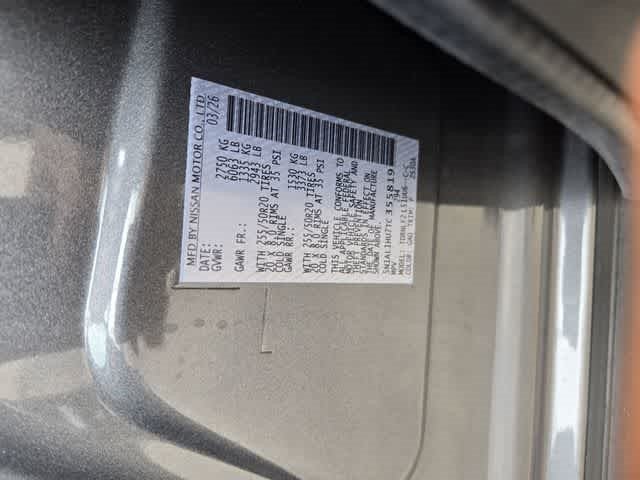 MFD BY NISSAN MOTOR CO., LTD
DATE: 03/26
GVWR: 2750 KG
6063 LB
GAWR FR: 1335 KG
2943 LB
WITH 255/50R20 TIRES
20 X 8.0 RIMS AT 35 PSI
COLD SINGLE
GAWR RR: 1530 KG
3373 LB
WITH 255/50R20 TIRES
20 X 8.0 RIMS AT 35 PSI
COLD SINGLE
THIS VEHICLE CONFORMS TO
ALL APPLICABLE FEDERAL
MOTOR VEHICLE SAFETY AND
THEFT PREVENTION
STANDARDS IN EFFECT ON
THE DATE OF MANUFACTURE
SHOWN ABOVE.
355819
MPV
MODEL:
COLOR: TRIM: